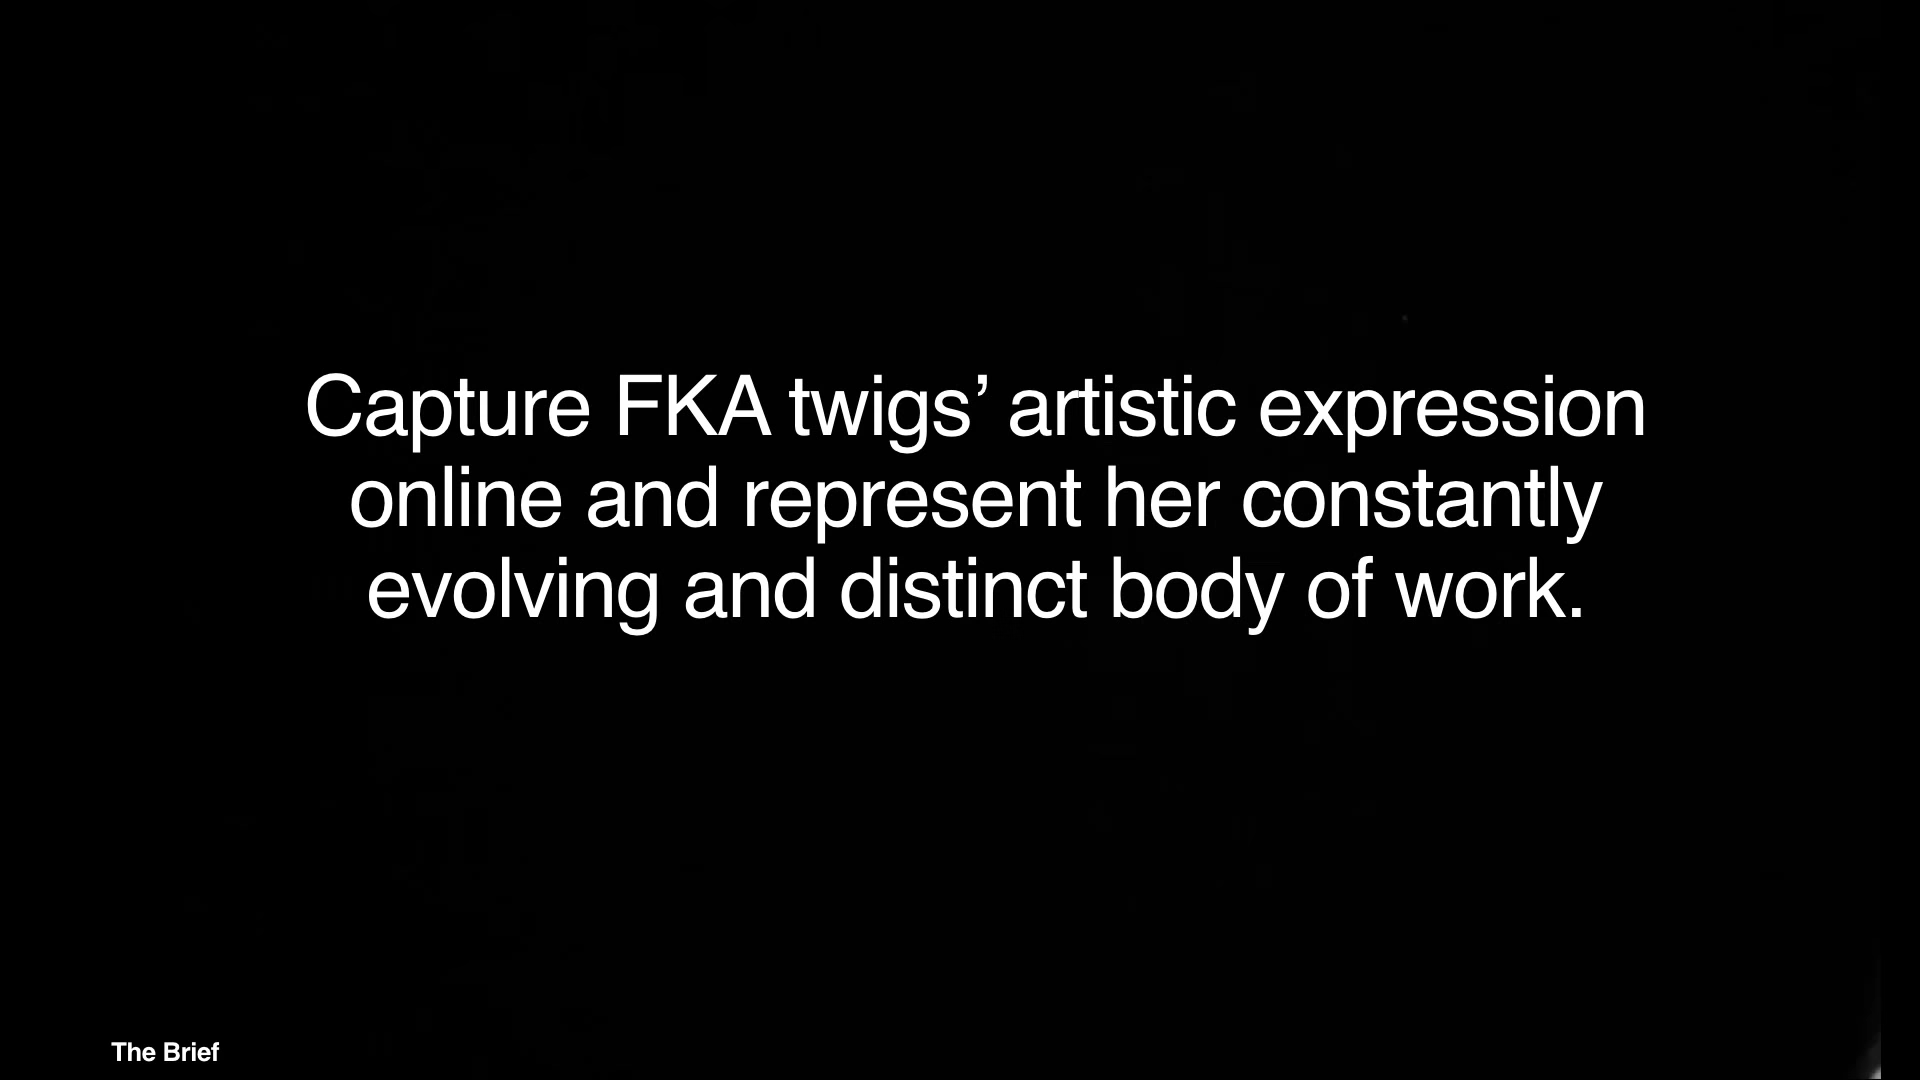 Capture FKA twigs’ artistic expression
online and represent her constantly
evolving and distinct body of work.
The Brief